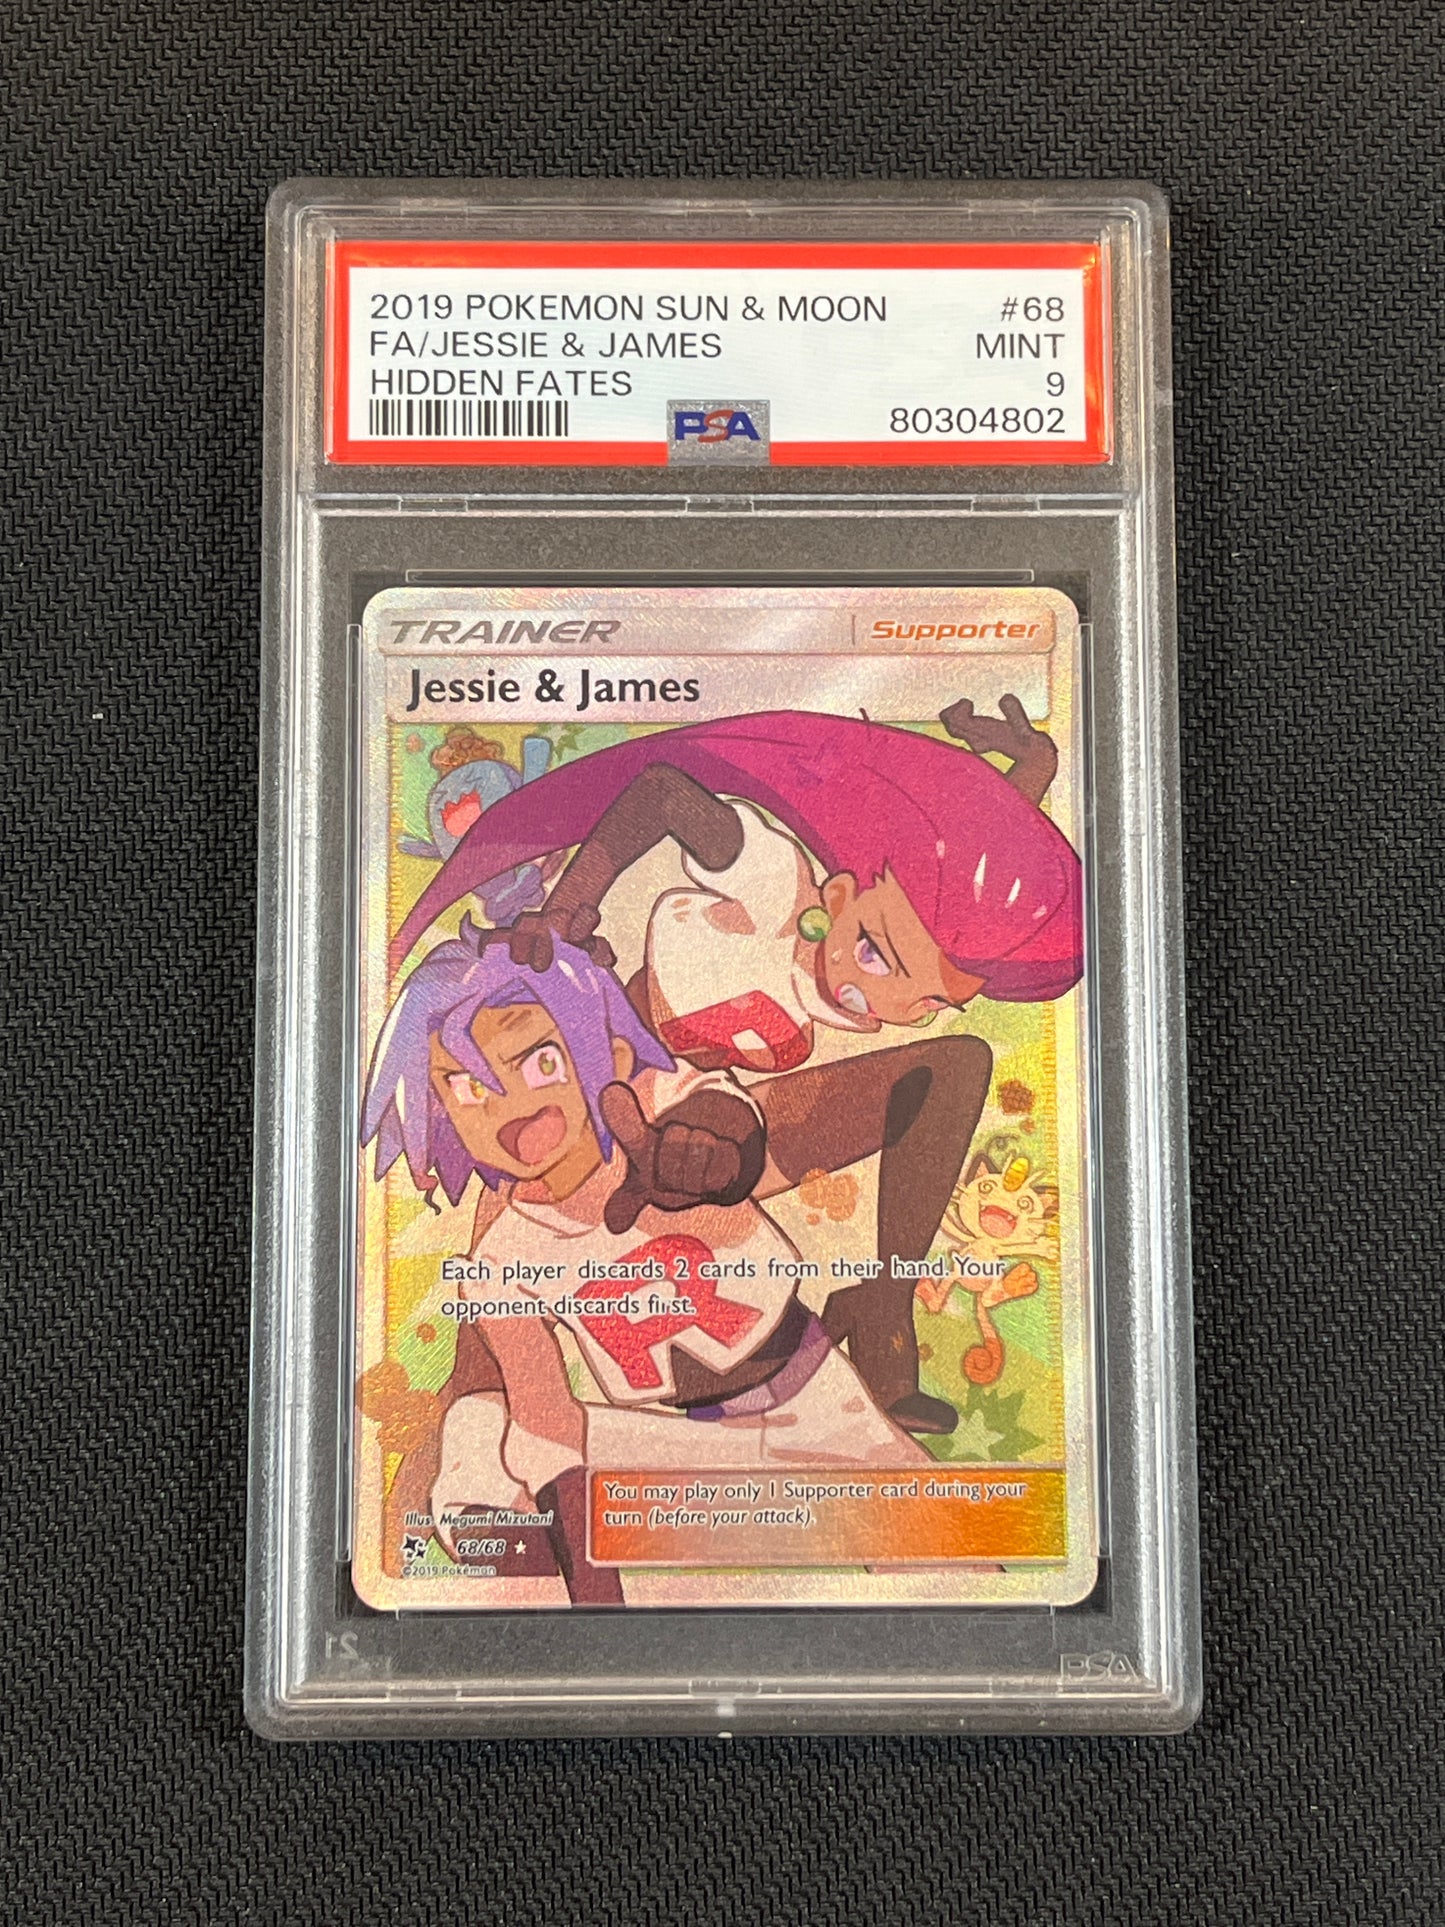 2019 POKEMON SUN & MOON #68
FA/JESSIE & JAMES MINT
HIDDEN FATES 9
PSA 80304802
TRAINER Supporter
Jessie & James
Each player discards 2 cards from their hand. Your
opponent discards first.
You may play only 1 Supporter card during your
turn (before your attack).
Illus. Megumi Mizutani
68/68
©2019 Pokémon
PSA